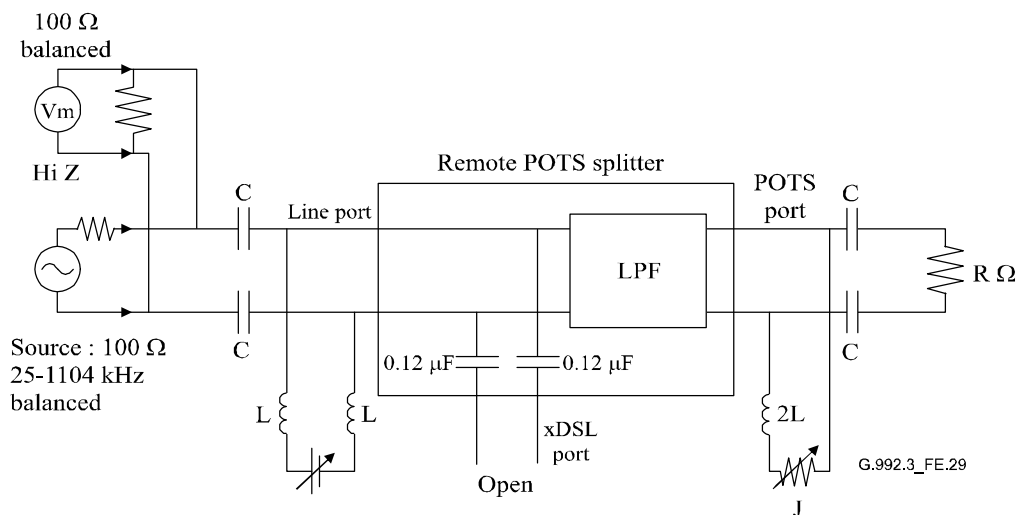 100 Ω
balanced
Vm
Hi Z
Remote POTS splitter
C
Line port
POTS
port
C
LPF
R Ω
C
C
Source : 100 Ω
25-1104 kHz
balanced
0.12 µF
0.12 µF
L
L
xDSL
port
2L
Open
J
G.992.3_FE.29